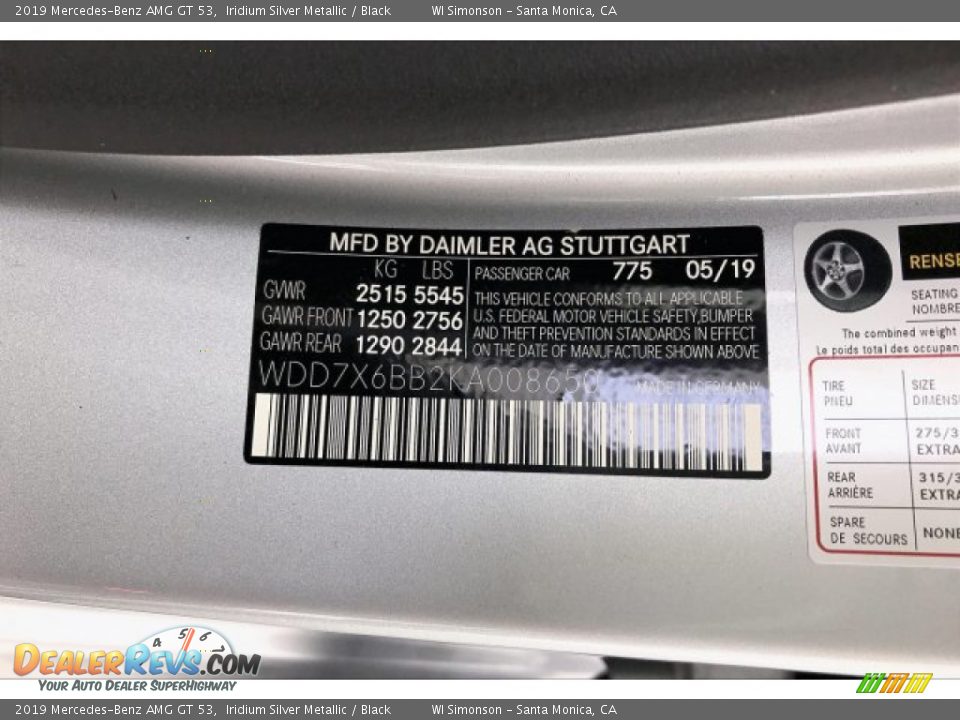 2019 Mercedes-Benz AMG GT 53, Iridium Silver Metallic / Black WI Simonson - Santa Monica, CA
MFD BY DAIMLER AG STUTTGART
KG LBS
GVWR 2515 5545
GAWR FRONT 1250 2756
GAWR REAR 1290 2844
PASSENGER CAR 775 05/19
THIS VEHICLE CONFORMS TO ALL APPLICABLE
U.S. FEDERAL MOTOR VEHICLE SAFETY,BUMPER
AND THEFT PREVENTION STANDARDS IN EFFECT
ON THE DATE OF MANUFACTURE SHOWN ABOVE
WDD7X6BB2KA008650 MADE IN GERMANY
RENSE
SEATING
NOMBRE
The combined weight
Le poids total des occupan
TIRE SIZE
PNEU DIMENSI
FRONT 275/3
AVANT EXTRA
REAR 315/3
ARRIÈRE EXTRA
SPARE NONE
DE SECOURS
4 5 6 7
DEALERREVS.COM
YOUR AUTO DEALER SUPERHIGHWAY
2019 Mercedes-Benz AMG GT 53, Iridium Silver Metallic / Black WI Simonson - Santa Monica, CA